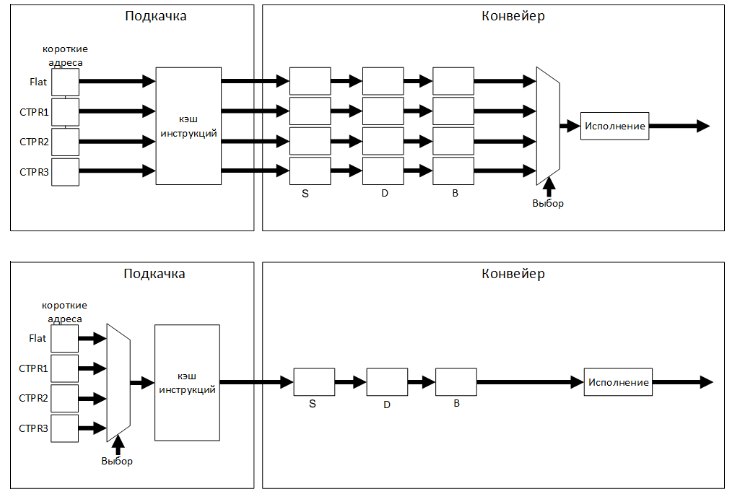 Подкачка
Конвейер
короткие
адреса
Flat
CTPR1
CTPR2
CTPR3
кэш
инструкций
Исполнение
S
D
B
Выбор
Подкачка
Конвейер
короткие
адреса
Flat
CTPR1
CTPR2
CTPR3
кэш
инструкций
Исполнение
S
D
B
Выбор